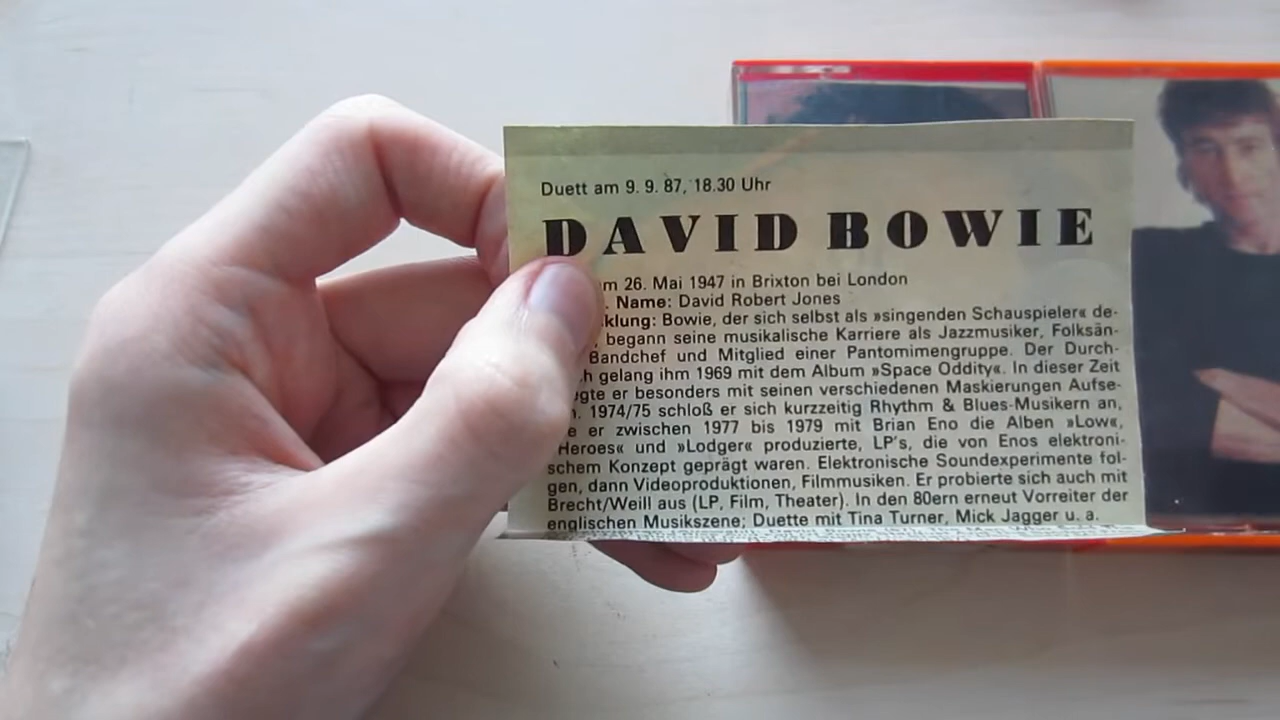 Duett am 9. 9. 87, 18.30 Uhr
DAVID BOWIE
m 26. Mai 1947 in Brixton bei London
. Name: David Robert Jones
klung: Bowie, der sich selbst als »singenden Schauspieler« de-
, begann seine musikalische Karriere als Jazzmusiker, Folksän-
Bandchef und Mitglied einer Pantomimengruppe. Der Durch-
h gelang ihm 1969 mit dem Album »Space Oddity«. In dieser Zeit
gte er besonders mit seinen verschiedenen Maskierungen Aufse-
. 1974/75 schloß er sich kurzzeitig Rhythm & Blues-Musikern an,
e er zwischen 1977 bis 1979 mit Brian Eno die Alben »Low«,
Heroes« und »Lodger« produzierte, LP's, die von Enos elektroni-
schem Konzept geprägt waren. Elektronische Soundexperimente fol-
gen, dann Videoproduktionen, Filmmusiken. Er probierte sich auch mit
Brecht/Weill aus (LP, Film, Theater). In den 80ern erneut Vorreiter der
englischen Musikszene; Duette mit Tina Turner, Mick Jagger u. a.